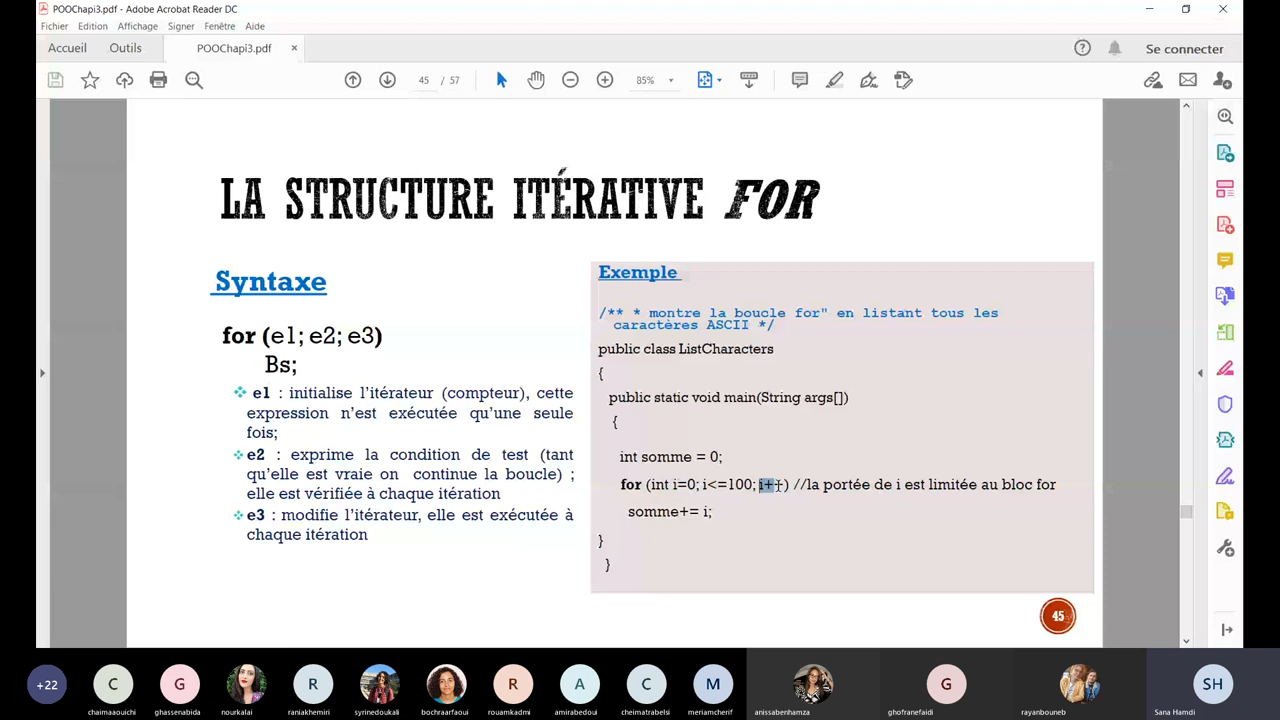 POOChapi3.pdf - Adobe Acrobat Reader DC
Fichier Edition Affichage Signer Fenêtre Aide
Accueil Outils POOChapi3.pdf × Se connecter
45 / 57 85%
LA STRUCTURE ITÉRATIVE FOR
Syntaxe
for (e1; e2; e3)
Bs;
e1 : initialise l'itérateur (compteur), cette
expression n'est exécutée qu'une seule
fois;
e2 : exprime la condition de test (tant
qu'elle est vraie on continue la boucle) ;
elle est vérifiée à chaque itération
e3 : modifie l'itérateur, elle est exécutée à
chaque itération
Exemple
/** * montre la boucle for" en listant tous les
caractères ASCII */
public class ListCharacters
{
public static void main(String args[])
{
int somme = 0;
for (int i=0; i<=100; i++) //la portée de i est limitée au bloc for
somme+= i;
}
}
45
+22 C G R R A C M G SH
chaimaaouichi ghassenabida nourkalai raniakhemiri syrinedoukali bochraarfaoui rouamkadmi amirabedoui cheimatrabelsi meriamcherif anissabenhamza ghofranefaidi rayanbouneb Sana Hamdi